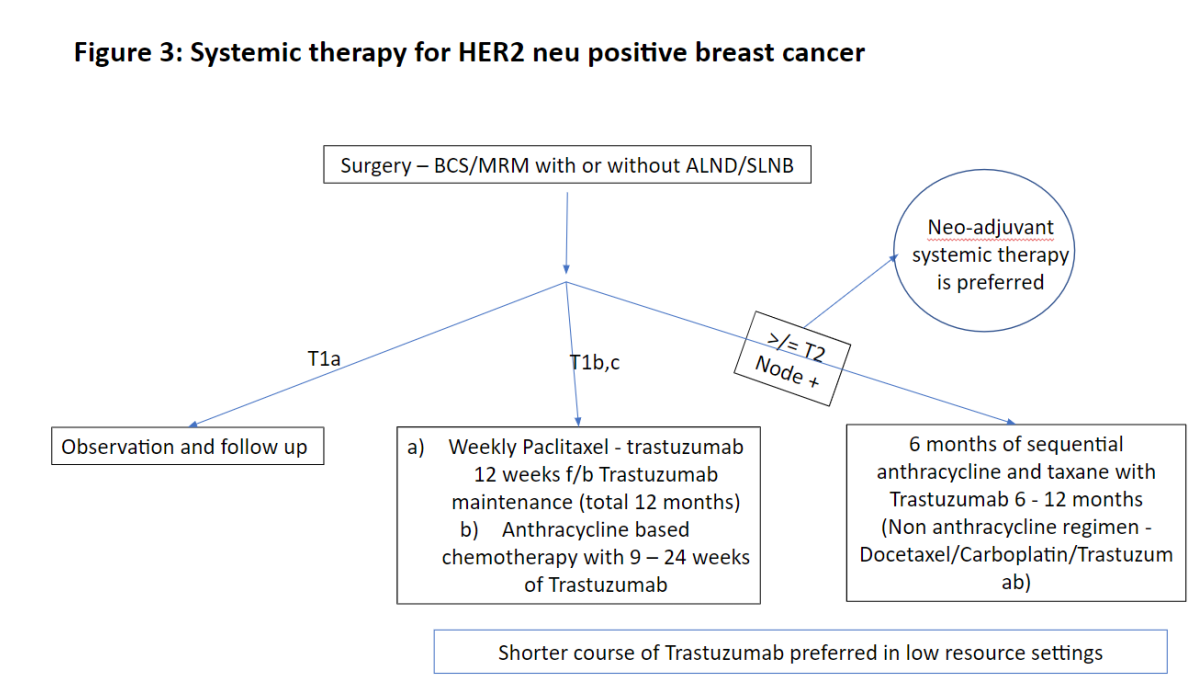 Figure 3: Systemic therapy for HER2 neu positive breast cancer
Surgery – BCS/MRM with or without ALND/SLNB
Neo-adjuvant
systemic therapy
is preferred
>/= T2
Node +
T1a
T1b,c
Observation and follow up
a) Weekly Paclitaxel - trastuzumab
12 weeks f/b Trastuzumab
maintenance (total 12 months)
b) Anthracycline based
chemotherapy with 9 – 24 weeks
of Trastuzumab
6 months of sequential
anthracycline and taxane with
Trastuzumab 6 - 12 months
(Non anthracycline regimen -
Docetaxel/Carboplatin/Trastuzum
ab)
Shorter course of Trastuzumab preferred in low resource settings